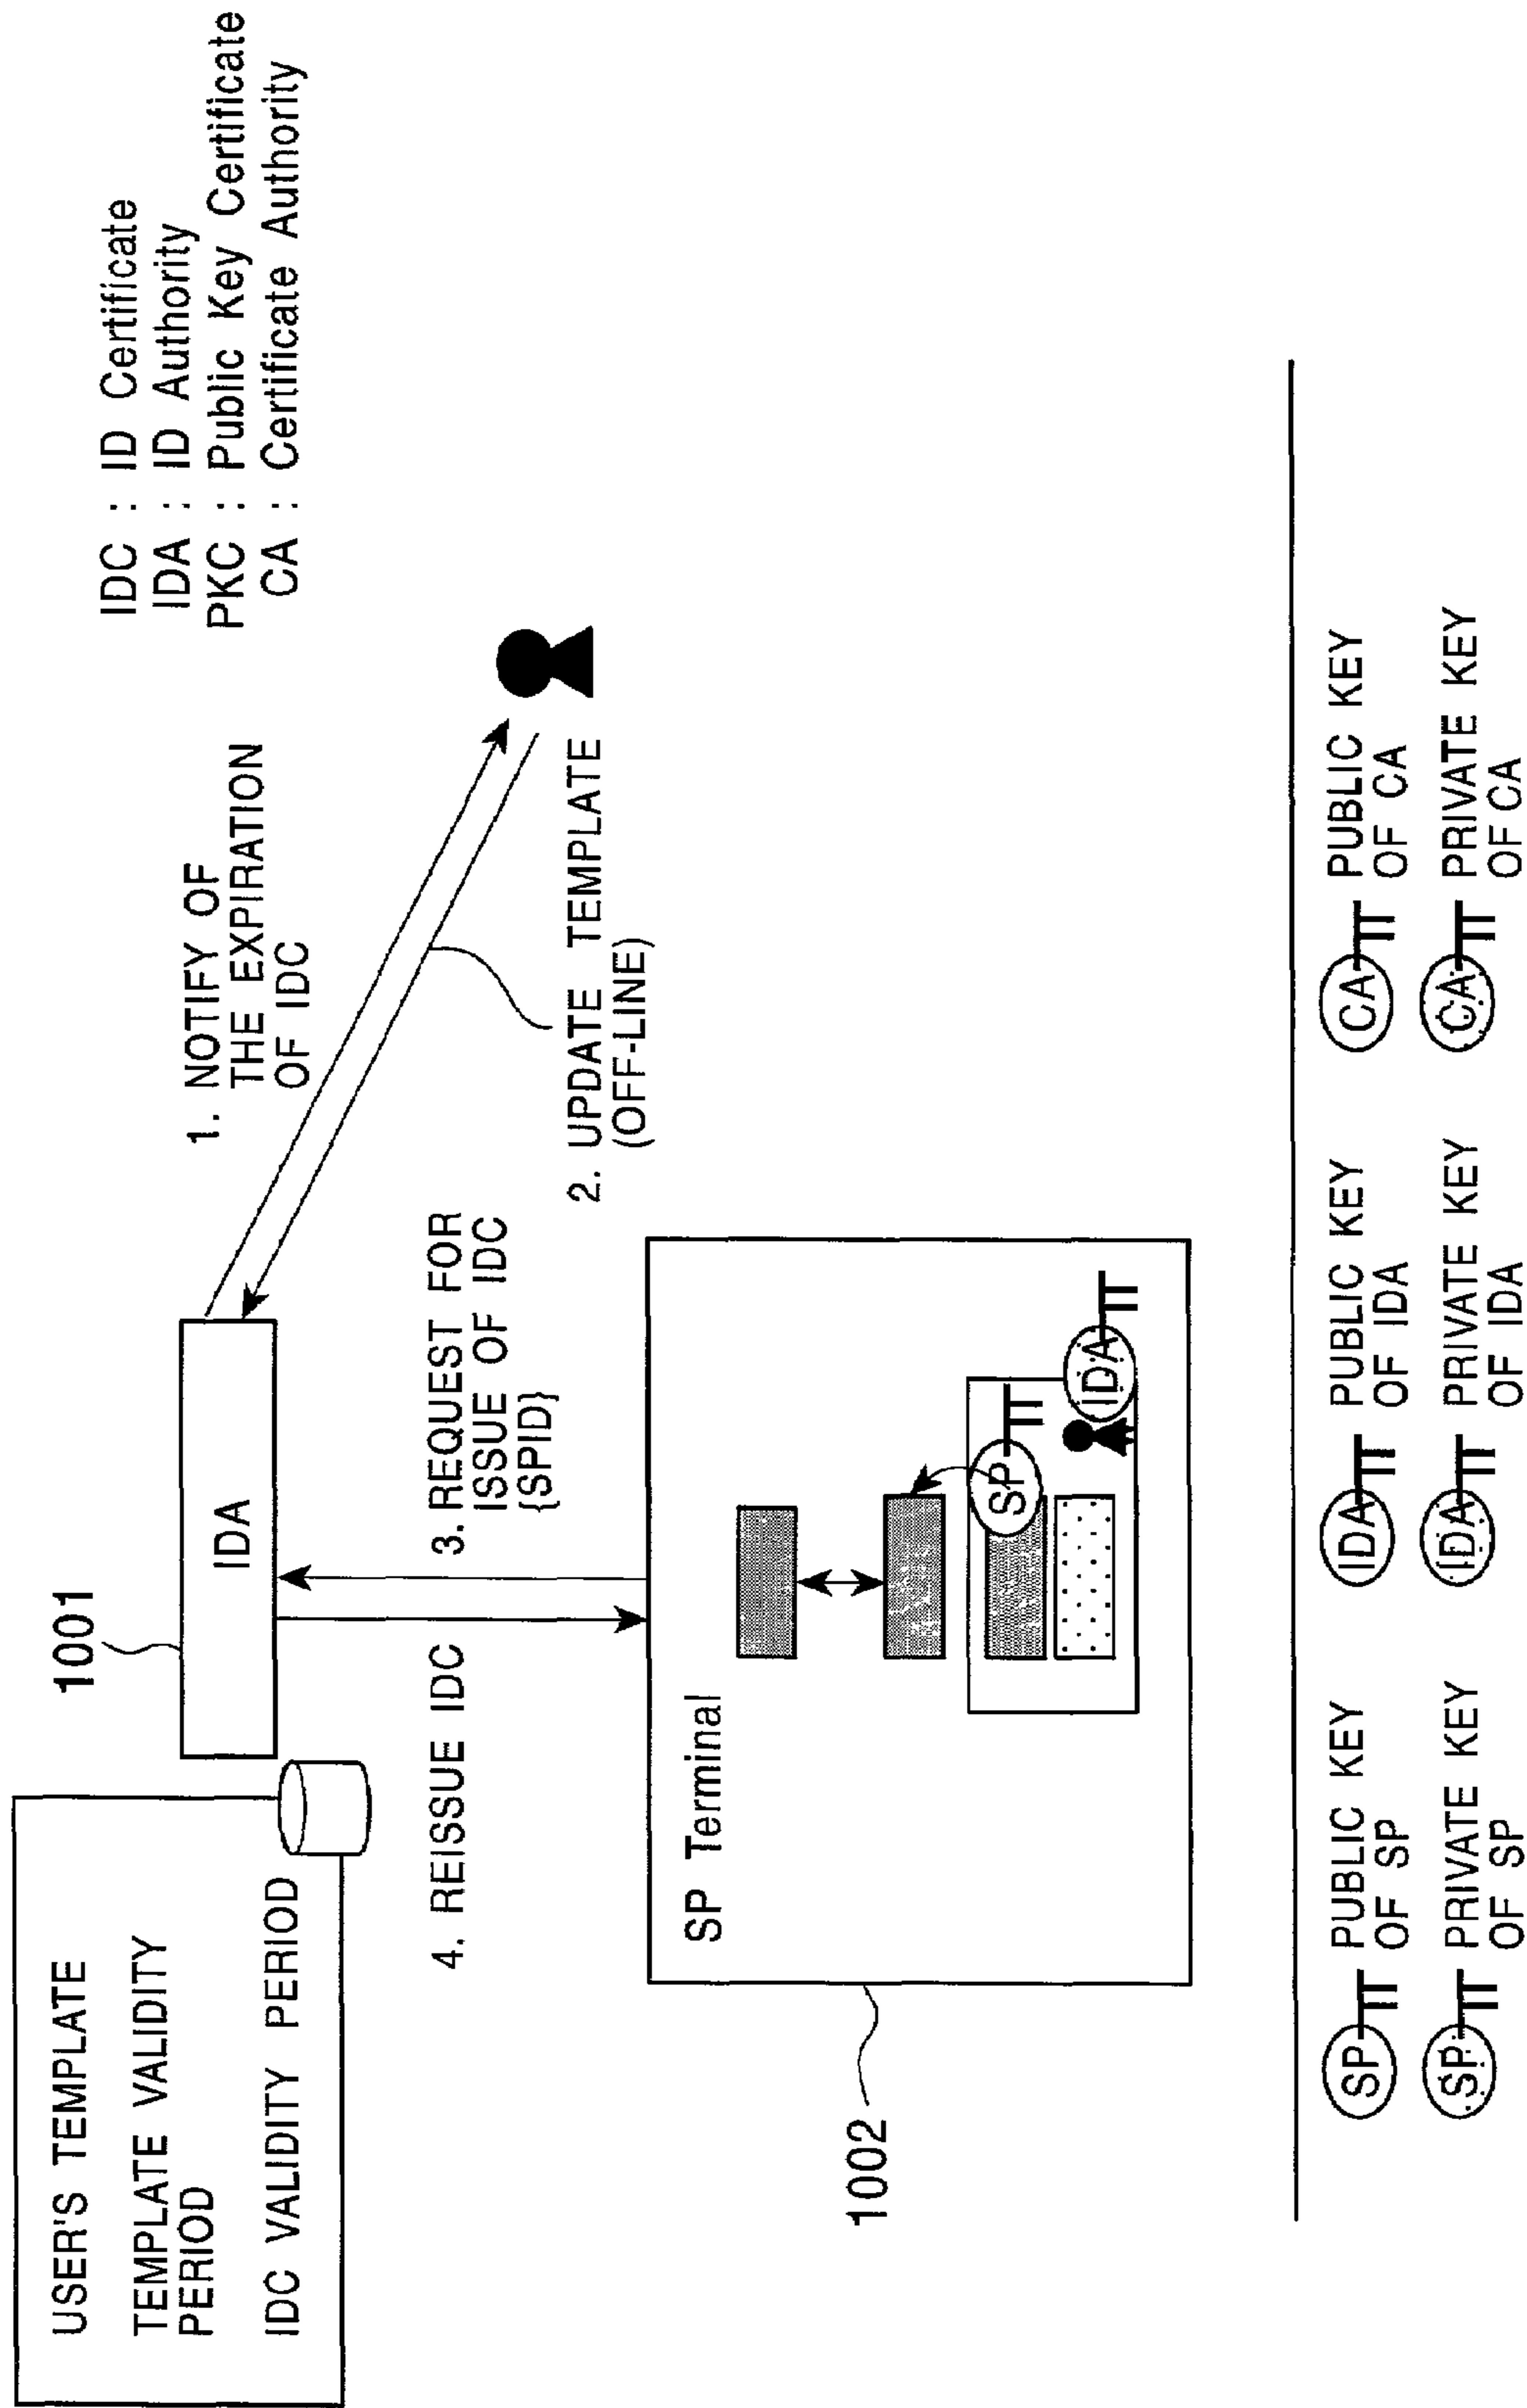 IDC : ID Certificate
IDA : ID Authority
PKC : Public Key Certificate
CA : Certificate Authority
USER'S TEMPLATE
TEMPLATE VALIDITY
PERIOD
IDC VALIDITY PERIOD
1001
IDA
1. NOTIFY OF
THE EXPIRATION
OF IDC
2. UPDATE TEMPLATE
(OFF-LINE)
3. REQUEST FOR
ISSUE OF IDC
{SPID}
4. REISSUE IDC
1002
SP Terminal
SP
IDA
SP PUBLIC KEY
OF SP
SP PRIVATE KEY
OF SP
IDA PUBLIC KEY
OF IDA
IDA PRIVATE KEY
OF IDA
CA PUBLIC KEY
OF CA
CA PRIVATE KEY
OF CA